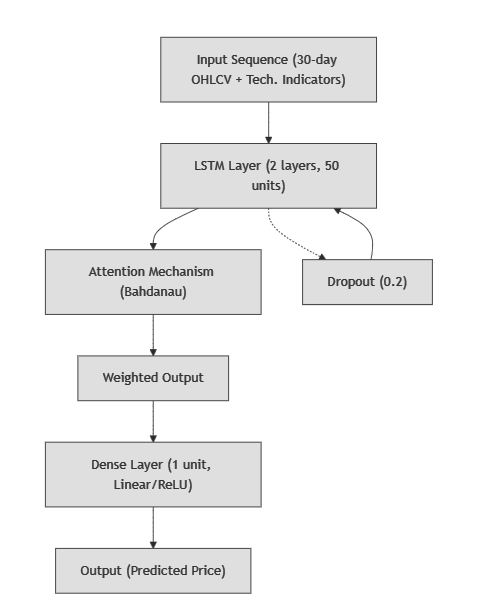 Input Sequence (30-day
OHLCV + Tech. Indicators)
LSTM Layer (2 layers, 50
units)
Attention Mechanism
(Bahdanau)
Dropout (0.2)
Weighted Output
Dense Layer (1 unit,
Linear/ReLU)
Output (Predicted Price)